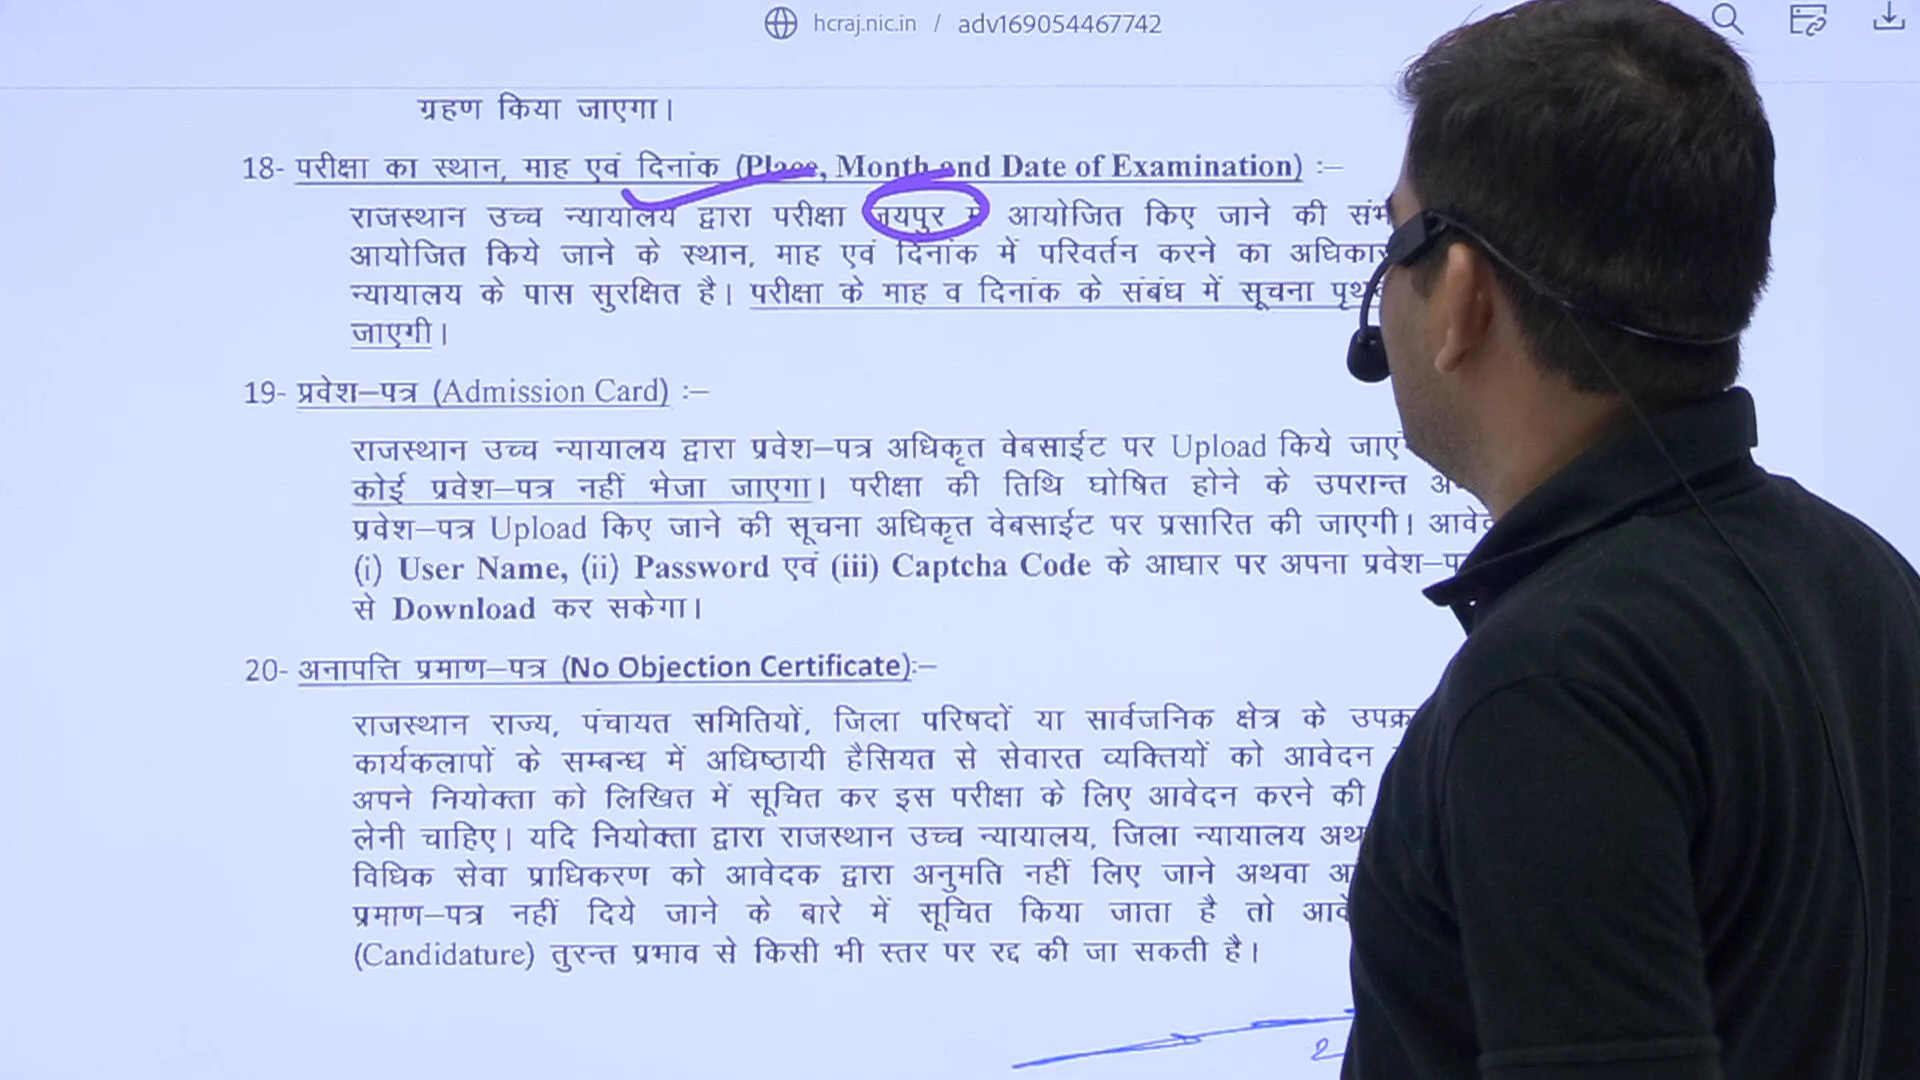 hcraj.nic.in / adv169054467742
ग्रहण किया जाएगा।
18- परीक्षा का स्थान, माह एवं दिनांक (Place, Month and Date of Examination) :–
राजस्थान उच्च न्यायालय द्वारा परीक्षा जयपुर में आयोजित किए जाने की
आयोजित किये जाने के स्थान, माह एवं दिनांक में परिवर्तन करने का
न्यायालय के पास सुरक्षित है। परीक्षा के माह व दिनांक के संबंध में सूचना
जाएगी।
19- प्रवेश–पत्र (Admission Card) :–
राजस्थान उच्च न्यायालय द्वारा प्रवेश–पत्र अधिकृत वेबसाईट पर Upload किये
कोई प्रवेश–पत्र नहीं भेजा जाएगा। परीक्षा की तिथि घोषित होने के उपरान्त
प्रवेश–पत्र Upload किए जाने की सूचना अधिकृत वेबसाईट पर प्रसारित की जाएगी।
(i) User Name, (ii) Password एवं (iii) Captcha Code के आधार पर अपना
से Download कर सकेगा।
20- अनापत्ति प्रमाण–पत्र (No Objection Certificate):–
राजस्थान राज्य, पंचायत समितियों, जिला परिषदों या सार्वजनिक क्षेत्र के
कार्यकलापों के सम्बन्ध में अधिष्ठायी हैसियत से सेवारत व्यक्तियों को आवेदन
अपने नियोक्ता को लिखित में सूचित कर इस परीक्षा के लिए आवेदन करने की
लेनी चाहिए। यदि नियोक्ता द्वारा राजस्थान उच्च न्यायालय, जिला न्यायालय
विधिक सेवा प्राधिकरण को आवेदक द्वारा अनुमति नहीं लिए जाने अथवा
प्रमाण–पत्र नहीं दिये जाने के बारे में सूचित किया जाता है तो
(Candidature) तुरन्त प्रभाव से किसी भी स्तर पर रद्द की जा सकती है।